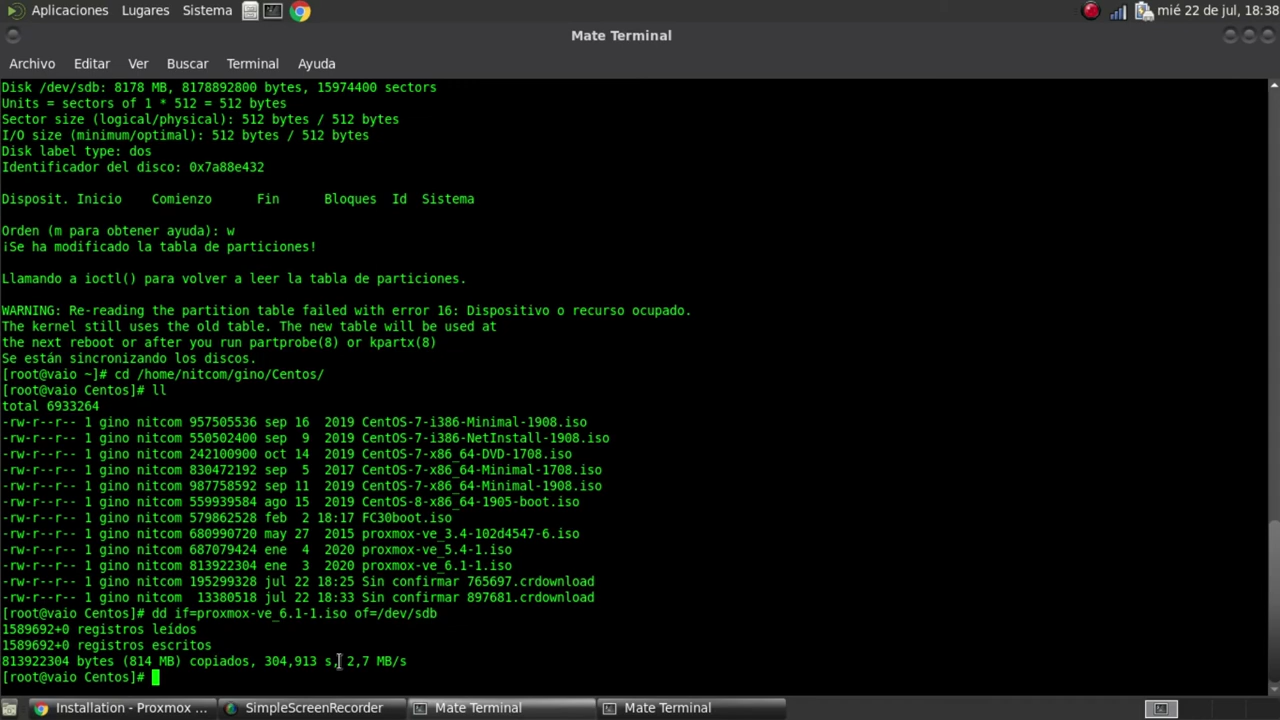 Aplicaciones Lugares Sistema mié 22 de jul, 18:38
Mate Terminal
Archivo Editar Ver Buscar Terminal Ayuda
Disk /dev/sdb: 8178 MB, 8178892800 bytes, 15974400 sectors
Units = sectors of 1 * 512 = 512 bytes
Sector size (logical/physical): 512 bytes / 512 bytes
I/O size (minimum/optimal): 512 bytes / 512 bytes
Disk label type: dos
Identificador del disco: 0x7a88e432
Disposit. Inicio    Comienzo      Fin      Bloques  Id  Sistema
Orden (m para obtener ayuda): w
¡Se ha modificado la tabla de particiones!
Llamando a ioctl() para volver a leer la tabla de particiones.
WARNING: Re-reading the partition table failed with error 16: Dispositivo o recurso ocupado.
The kernel still uses the old table. The new table will be used at
the next reboot or after you run partprobe(8) or kpartx(8)
Se están sincronizando los discos.
[root@vaio ~]# cd /home/nitcom/gino/Centos/
[root@vaio Centos]# ll
total 6933264
-rw-r--r-- 1 gino nitcom 957505536 sep 16  2019 CentOS-7-i386-Minimal-1908.iso
-rw-r--r-- 1 gino nitcom 550502400 sep  9  2019 CentOS-7-i386-NetInstall-1908.iso
-rw-r--r-- 1 gino nitcom 242100900 oct 14  2019 CentOS-7-x86_64-DVD-1708.iso
-rw-r--r-- 1 gino nitcom 830472192 sep  5  2017 CentOS-7-x86_64-Minimal-1708.iso
-rw-r--r-- 1 gino nitcom 987758592 sep 11  2019 CentOS-7-x86_64-Minimal-1908.iso
-rw-r--r-- 1 gino nitcom 559939584 ago 15  2019 CentOS-8-x86_64-1905-boot.iso
-rw-r--r-- 1 gino nitcom 579862528 feb  2 18:17 FC30boot.iso
-rw-r--r-- 1 gino nitcom 680990720 may 27  2015 proxmox-ve_3.4-102d4547-6.iso
-rw-r--r-- 1 gino nitcom 687079424 ene  4  2020 proxmox-ve_5.4-1.iso
-rw-r--r-- 1 gino nitcom 813922304 ene  3  2020 proxmox-ve_6.1-1.iso
-rw-r--r-- 1 gino nitcom 195299328 jul 22 18:25 Sin confirmar 765697.crdownload
-rw-r--r-- 1 gino nitcom  13380518 jul 22 18:33 Sin confirmar 897681.crdownload
[root@vaio Centos]# dd if=proxmox-ve_6.1-1.iso of=/dev/sdb
1589692+0 registros leídos
1589692+0 registros escritos
813922304 bytes (814 MB) copiados, 304,913 s, 2,7 MB/s
[root@vaio Centos]#
Installation - Proxmox ... SimpleScreenRecorder Mate Terminal Mate Terminal